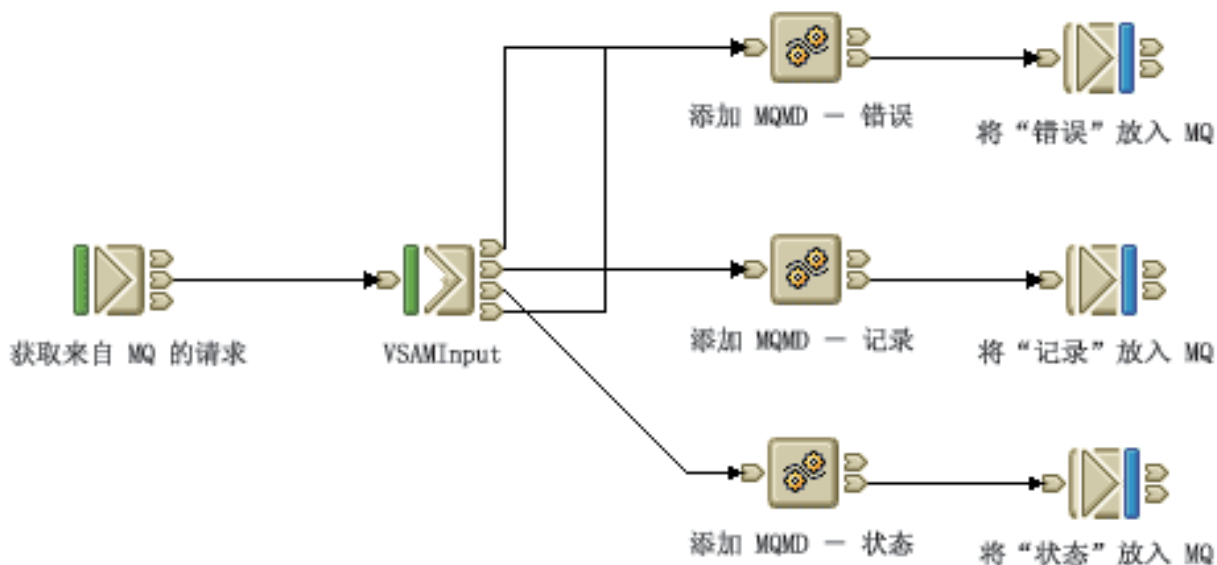 添加 MQMD － 错误
将“错误”放入 MQ
获取来自 MQ 的请求
VSAMInput
添加 MQMD － 记录
将“记录”放入 MQ
添加 MQMD － 状态
将“状态”放入 MQ